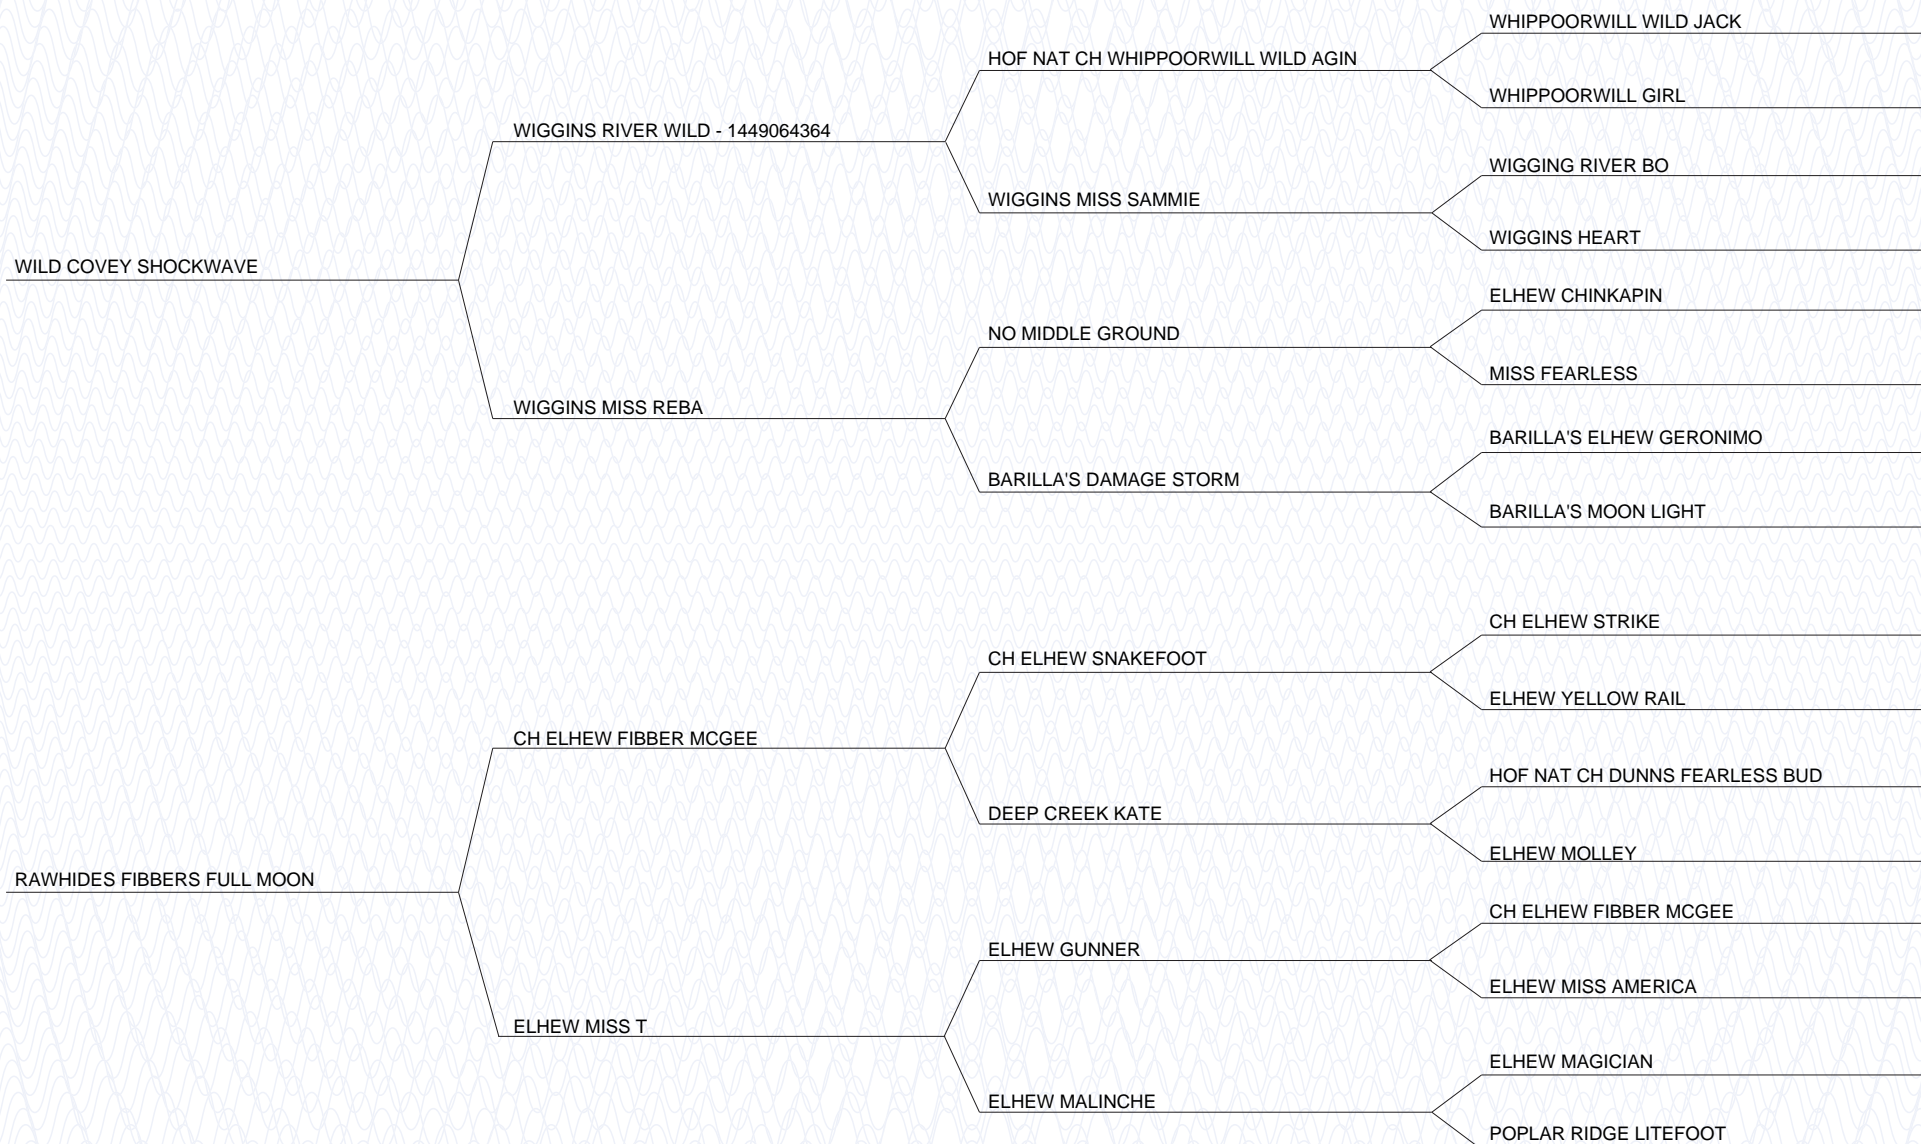 WHIPPOORWILL WILD JACK
HOF NAT CH WHIPPOORWILL WILD AGIN
WHIPPOORWILL GIRL
WIGGINS RIVER WILD - 1449064364
WIGGING RIVER BO
WIGGINS MISS SAMMIE
WIGGINS HEART
WILD COVEY SHOCKWAVE
ELHEW CHINKAPIN
NO MIDDLE GROUND
MISS FEARLESS
WIGGINS MISS REBA
BARILLA'S ELHEW GERONIMO
BARILLA'S DAMAGE STORM
BARILLA'S MOON LIGHT
CH ELHEW STRIKE
CH ELHEW SNAKEFOOT
ELHEW YELLOW RAIL
CH ELHEW FIBBER MCGEE
HOF NAT CH DUNNS FEARLESS BUD
DEEP CREEK KATE
ELHEW MOLLEY
RAWHIDES FIBBERS FULL MOON
CH ELHEW FIBBER MCGEE
ELHEW GUNNER
ELHEW MISS AMERICA
ELHEW MISS T
ELHEW MAGICIAN
ELHEW MALINCHE
POPLAR RIDGE LITEFOOT